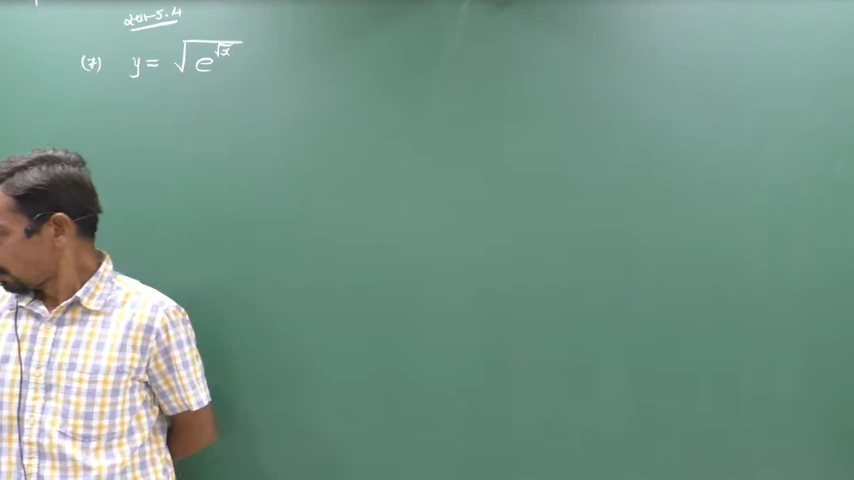 5.4
(7) y = √e^√x